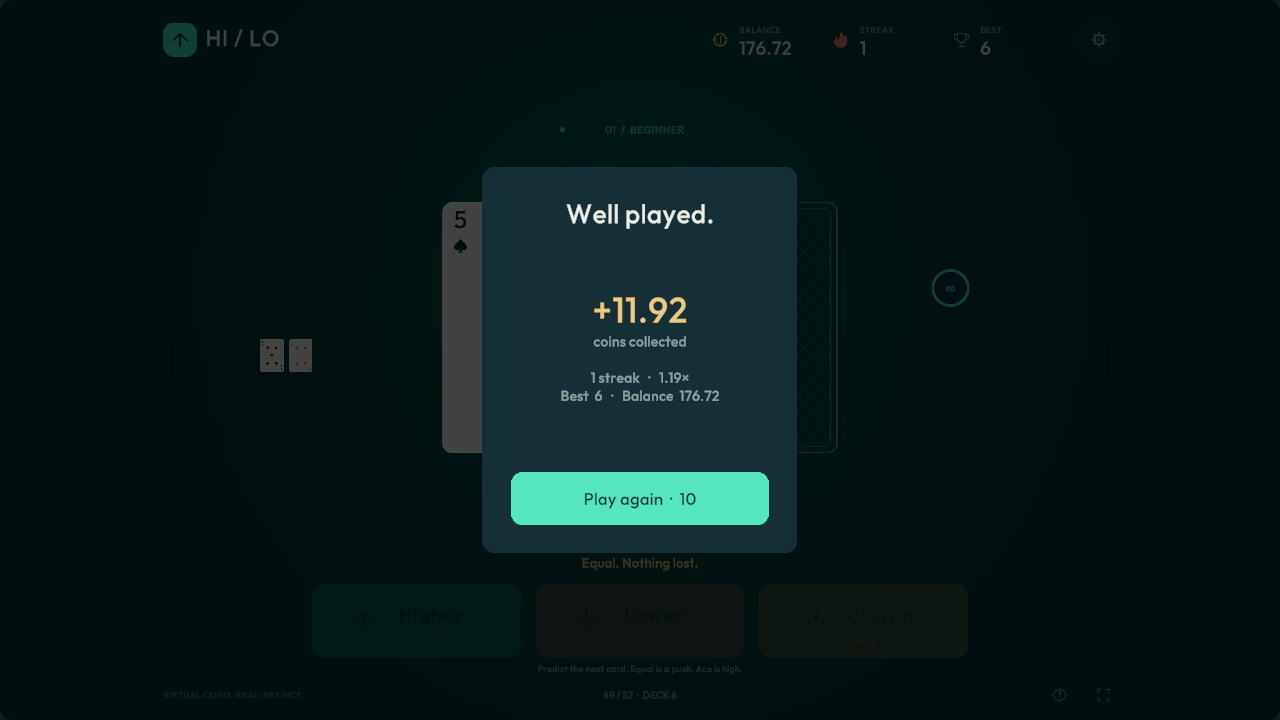 HI / LO
BALANCE
176.72
STREAK
1
BEST
6
01 / BEGINNER
5
Well played.
+11.92
coins collected
1 streak · 1.19×
Best 6 · Balance 176.72
Play again · 10
∞
Equal. Nothing lost.
Higher
Lower
Cash out
Predict the next card. Equal is a push. Ace is high.
VIRTUAL COINS. REAL INSTINCT.
49 / 52 · DECK 6